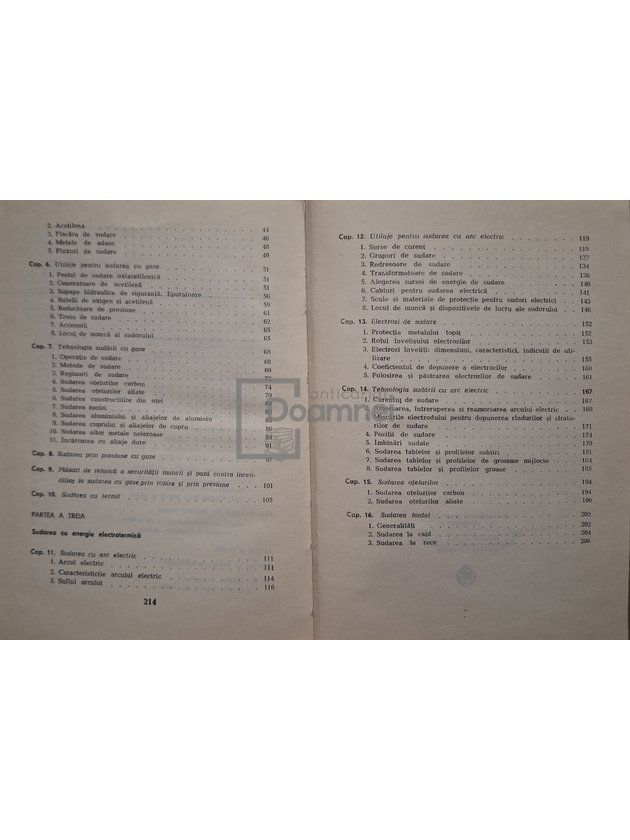 2. Acetilena 44
3. Flacăra de sudare 46
4. Metale de adaos 48
5. Fluxuri de sudare 49
Cap. 6. Utilaje pentru sudarea cu gaze 51
1. Postul de sudare oxiacetilenică 51
2. Generatoare de acetilenă 51
3. Supape hidraulice de siguranță. Epuratoare 56
4. Butelii de oxigen și acetilenă 59
5. Reductoare de presiune 61
6. Trusa de sudare 62
7. Accesorii 65
8. Locul de muncă al sudorului 65
Cap. 7. Tehnologia sudării cu gaze 68
1. Operația de sudare 68
2. Metode de sudare 69
3. Regimuri de sudare 72
4. Sudarea oțelurilor carbon 74
5. Sudarea oțelurilor aliate 79
6. Sudarea construcțiilor din oțel
7. Sudarea fontei
8. Sudarea aluminiului și aliajelor de aluminiu
9. Sudarea cuprului și aliajelor de cupru
10. Sudarea altor metale neferoase
11. Încărcarea cu aliaje dure 91
Cap. 8. Sudarea prin presiune cu gaze 97
Cap. 9. Măsuri de tehnică a securității muncii și pază contra incendiilor la sudarea cu gaze prin topire și prin presiune 101
Cap. 10. Sudarea cu termit 105
PARTEA A TREIA
Sudarea cu energie electrotermică
Cap. 11. Sudarea cu arc electric 111
1. Arcul electric 111
2. Caracteristicile arcului electric 114
3. Suflul arcului 116
214
Cap. 12. Utilaje pentru sudarea cu arc electric 119
1. Surse de curent 119
2. Grupuri de sudare 127
3. Redresoare de sudare 134
4. Transformatoare de sudare 136
5. Alegerea sursei de energie de sudare 140
6. Cabluri pentru sudarea electrică 141
7. Scule și materiale de protecție pentru sudori electrici 143
8. Locul de muncă și dispozitivele de lucru ale sudorului 146
Cap. 13. Electrozi de sudare 152
1. Protecția metalului topit 152
2. Rolul învelișului electrozilor 153
3. Electrozi înveliți: dimensiuni, caracteristici, indicații de utilizare 155
4. Coeficientul de depunere a electrozilor 160
5. Folosirea și păstrarea electrozilor de sudare 161
Cap. 14. Tehnologia sudării cu arc electric 167
1. Curentul de sudare 167
2. Amorsarea, întreruperea și reamorsarea arcului electric 168
3. Mișcările electrodului pentru depunerea rîndurilor și straturilor de sudare 171
4. Poziții de sudare 174
5. Îmbinări sudate 179
6. Sudarea tablelor și profilelor subțiri 181
7. Sudarea tablelor și profilelor de grosime mijlocie 184
8. Sudarea tablelor și profilelor groase 185
Cap. 15. Sudarea oțelurilor 194
1. Sudarea oțelurilor carbon 194
2. Sudarea oțelurilor aliate 196
Cap. 16. Sudarea fontei 202
1. Generalități 202
2. Sudarea la cald 204
3. Sudarea la rece 206
anticariat
Doamnei